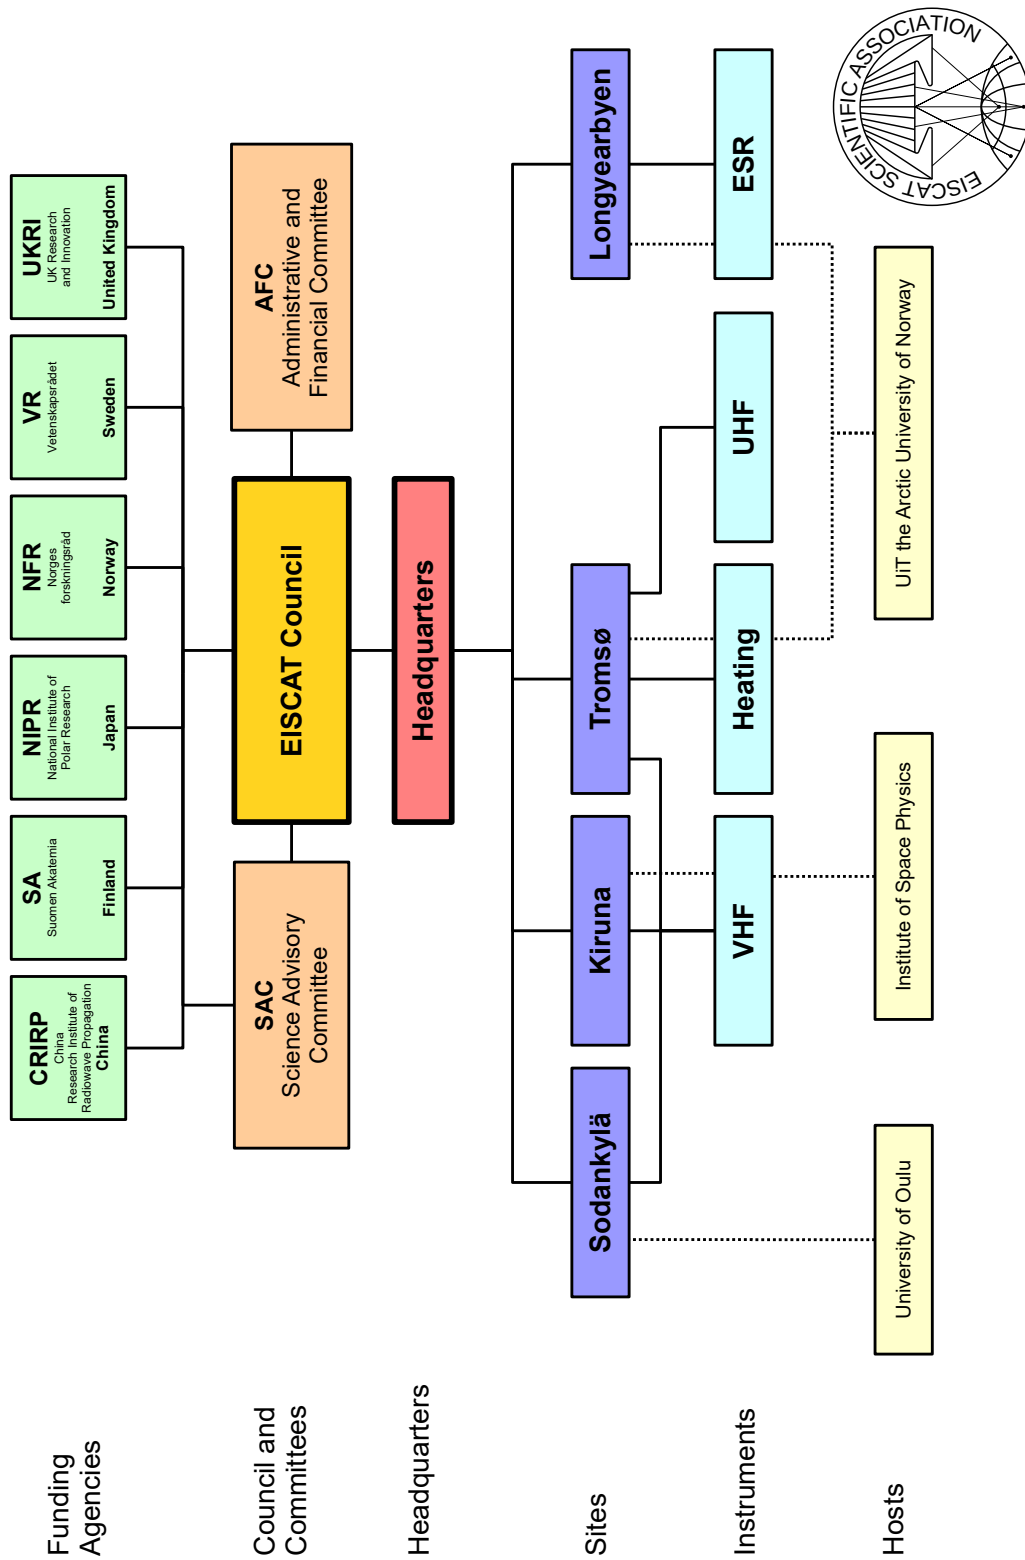 Funding
Agencies
CRIRP
China
Research Institute of
Radiowave Propagation
China
SA
Suomen Akatemia
Finland
NIPR
National Institute of
Polar Research
Japan
NFR
Norges
forskningsråd
Norway
VR
Vetenskapsrådet
Sweden
UKRI
UK Research
and Innovation
United Kingdom
Council and
Committees
SAC
Science Advisory
Committee
EISCAT Council
AFC
Administrative and
Financial Committee
Headquarters
Headquarters
Sites
Sodankylä
Kiruna
Tromsø
Longyearbyen
Instruments
VHF
Heating
UHF
ESR
Hosts
University of Oulu
Institute of Space Physics
UiT the Arctic University of Norway
EISCAT SCIENTIFIC ASSOCIATION